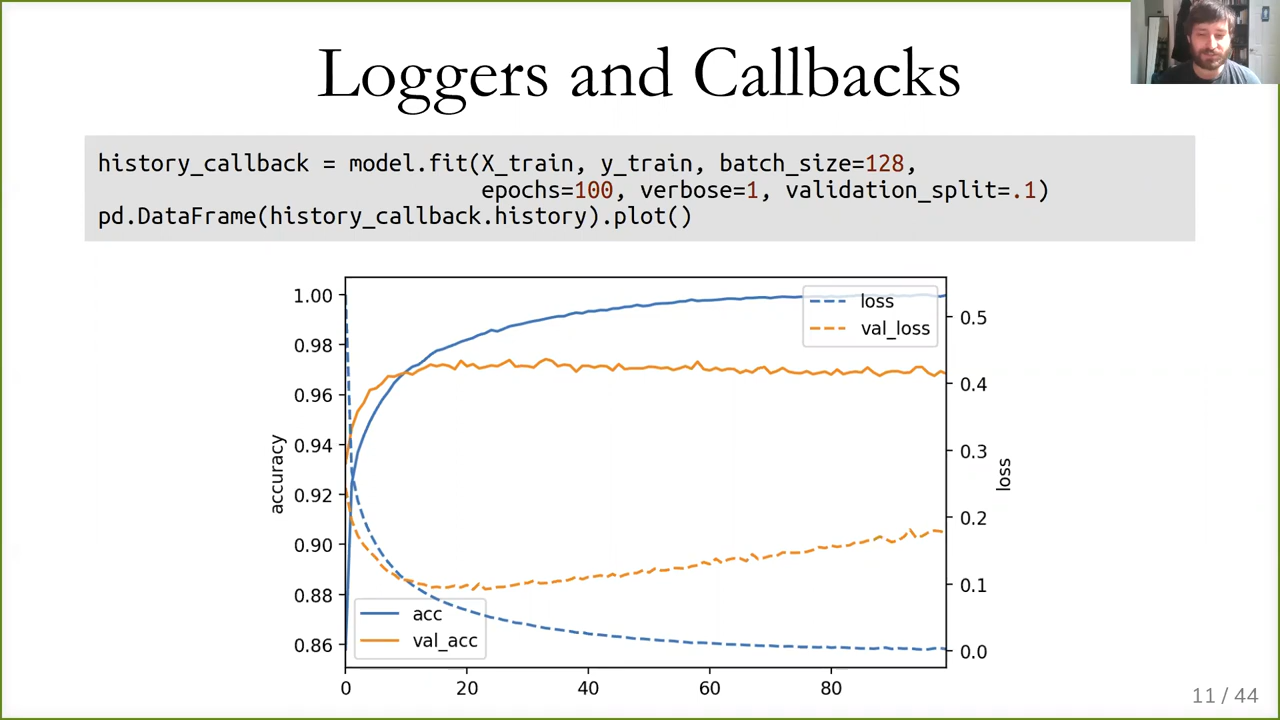 Loggers and Callbacks
history_callback = model.fit(X_train, y_train, batch_size=128,
epochs=100, verbose=1, validation_split=.1)
pd.DataFrame(history_callback.history).plot()
1.00
0.98
0.96
0.94
0.92
0.90
0.88
0.86
accuracy
loss
val_loss
0.5
0.4
0.3
0.2
0.1
0.0
loss
acc
val_acc
0
20
40
60
80
11 / 44